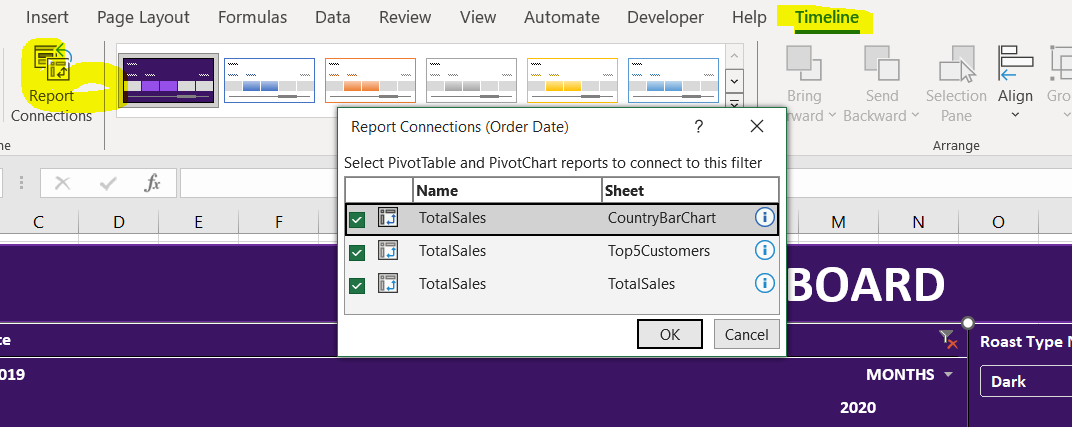 Insert Page Layout Formulas Data Review View Automate Developer Help Timeline
Report
Connections
Bring
Forward
Send
Backward
Selection
Pane
Align
Arrange
fx
Report Connections (Order Date) ?
Select PivotTable and PivotChart reports to connect to this filter
Name Sheet
TotalSales CountryBarChart
TotalSales Top5Customers
TotalSales TotalSales
OK Cancel
C D E F M N O
BOARD
Roast Type
2019 MONTHS
Dark
2020